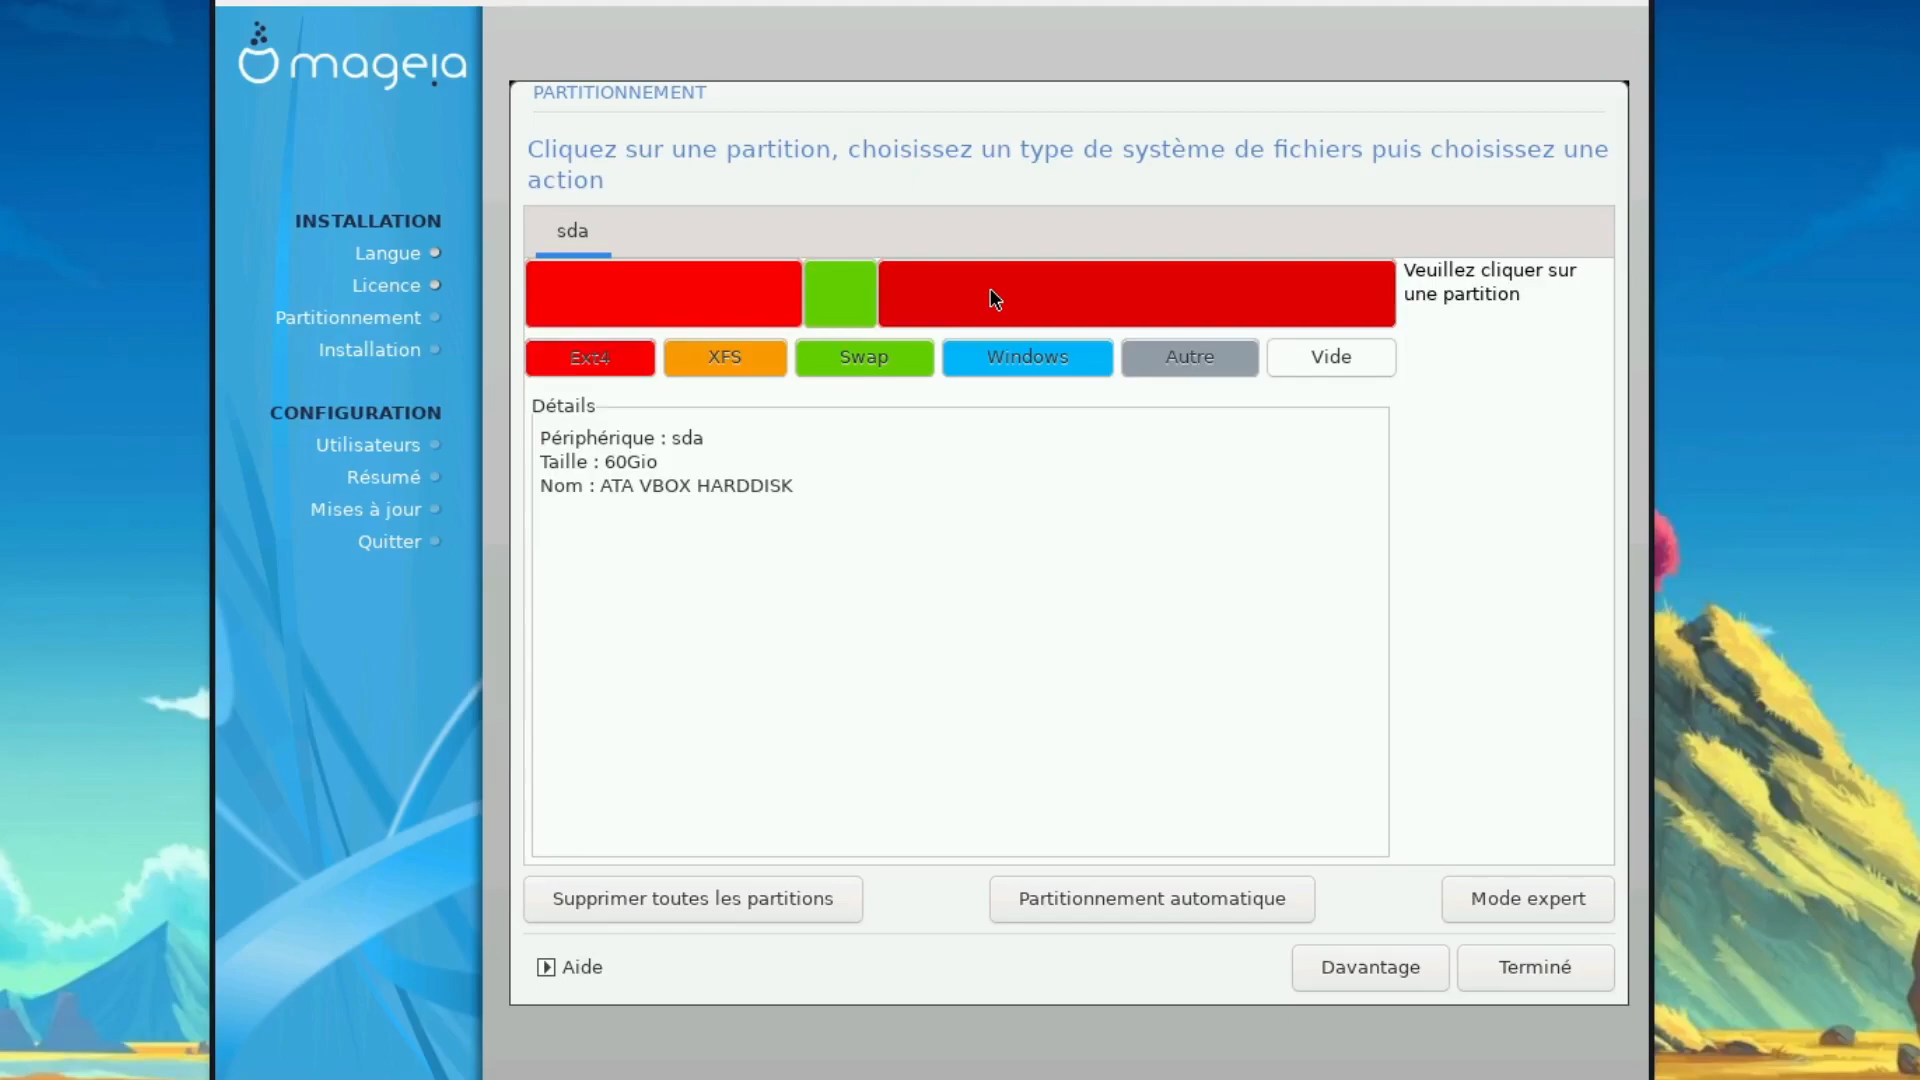 mageia
INSTALLATION
Langue
Licence
Partitionnement
Installation
CONFIGURATION
Utilisateurs
Résumé
Mises à jour
Quitter
PARTITIONNEMENT
Cliquez sur une partition, choisissez un type de système de fichiers puis choisissez une
action
sda
Veuillez cliquer sur
une partition
Ext4 XFS Swap Windows Autre Vide
Détails
Périphérique : sda
Taille : 60Gio
Nom : ATA VBOX HARDDISK
Supprimer toutes les partitions Partitionnement automatique Mode expert
Aide Davantage Terminé